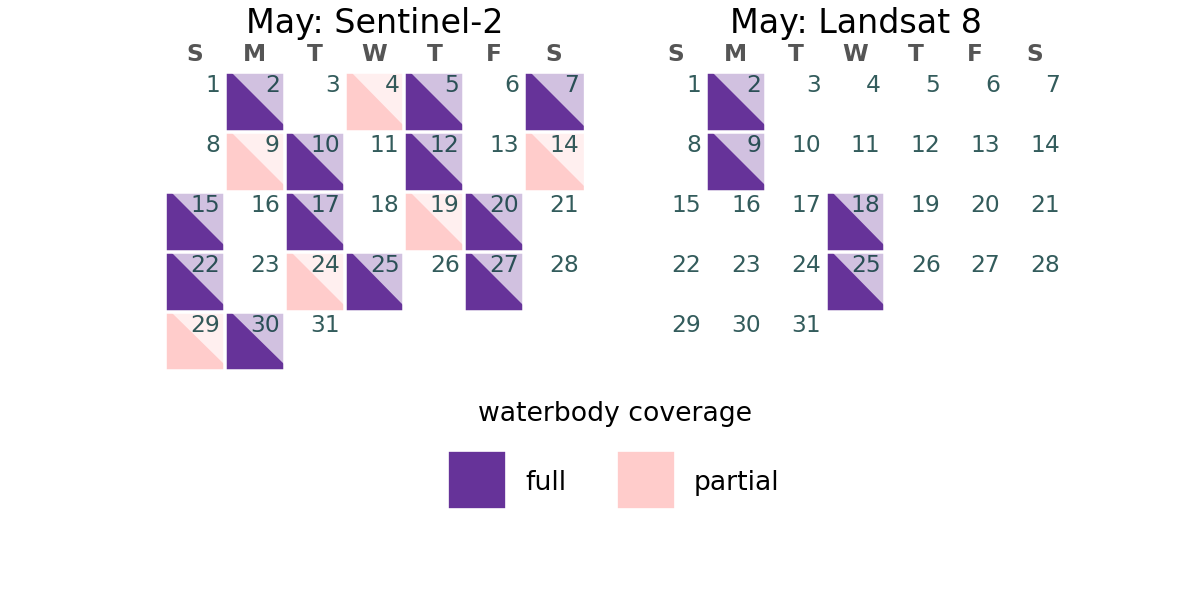 May: Sentinel-2
S M T W T F S
1 2 3 4 5 6 7
8 9 10 11 12 13 14
15 16 17 18 19 20 21
22 23 24 25 26 27 28
29 30 31
May: Landsat 8
S M T W T F S
1 2 3 4 5 6 7
8 9 10 11 12 13 14
15 16 17 18 19 20 21
22 23 24 25 26 27 28
29 30 31
waterbody coverage
full
partial